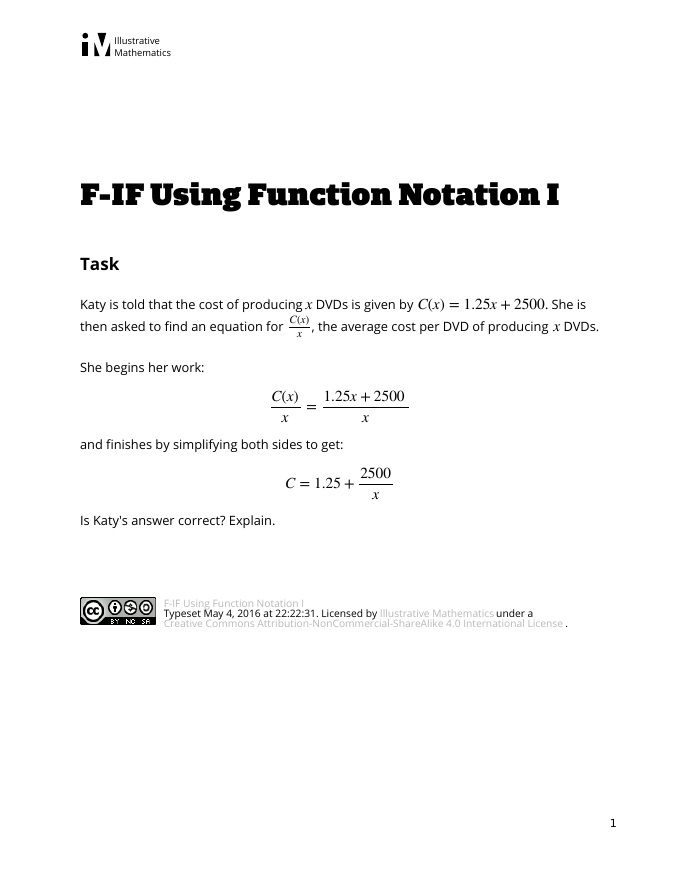 Illustrative
Mathematics
F-IF Using Function Notation I
Task
Katy is told that the cost of producing x DVDs is given by C(x) = 1.25x + 2500. She is
then asked to find an equation for C(x)/x, the average cost per DVD of producing x DVDs.
She begins her work:
C(x)/x = (1.25x + 2500)/x
and finishes by simplifying both sides to get:
C = 1.25 + 2500/x
Is Katy's answer correct? Explain.
F-IF Using Function Notation I
Typeset May 4, 2016 at 22:22:31. Licensed by Illustrative Mathematics under a
Creative Commons Attribution-NonCommercial-ShareAlike 4.0 International License .
cc BY NC SA
1